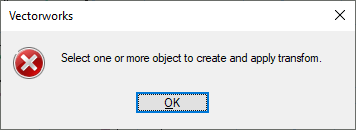 Vectorworks
Select one or more object to create and apply transfom.
OK